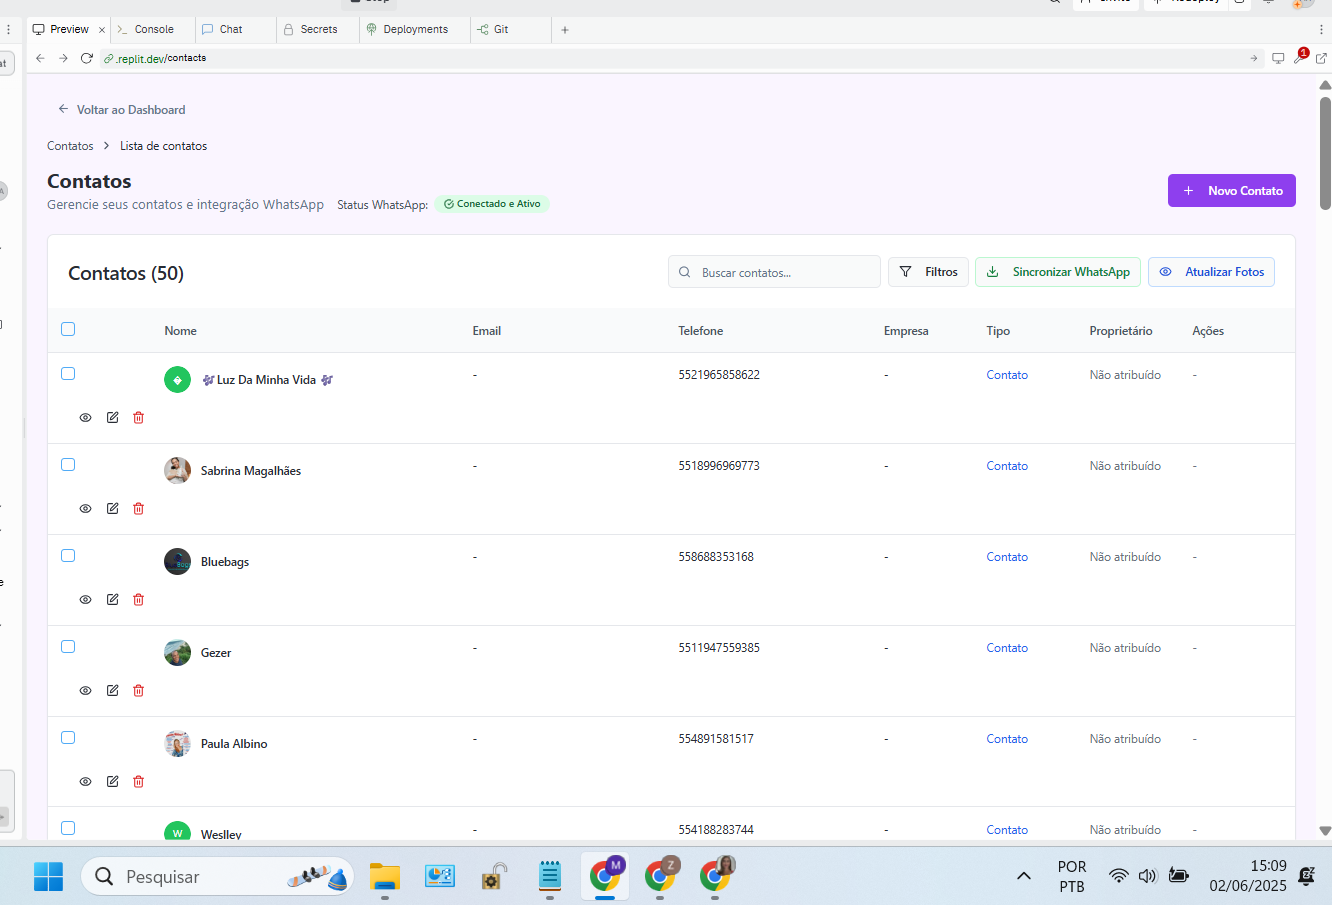 Stop
Preview × Console Chat Secrets Deployments Git +
.replit.dev/contacts
1
at
Voltar ao Dashboard
Contatos > Lista de contatos
Contatos
Gerencie seus contatos e integração WhatsApp Status WhatsApp: Conectado e Ativo
+ Novo Contato
Contatos (50)
Buscar contatos...
Filtros
Sincronizar WhatsApp
Atualizar Fotos
Nome Email Telefone Empresa Tipo Proprietário Ações
Luz Da Minha Vida - 5521965858622 - Contato Não atribuído -
Sabrina Magalhães - 5518996969773 - Contato Não atribuído -
Bluebags - 558688353168 - Contato Não atribuído -
Gezer - 5511947559385 - Contato Não atribuído -
Paula Albino - 554891581517 - Contato Não atribuído -
W Weslley - 554188283744 - Contato Não atribuído -
Pesquisar
M
Z
POR
PTB
15:09
02/06/2025